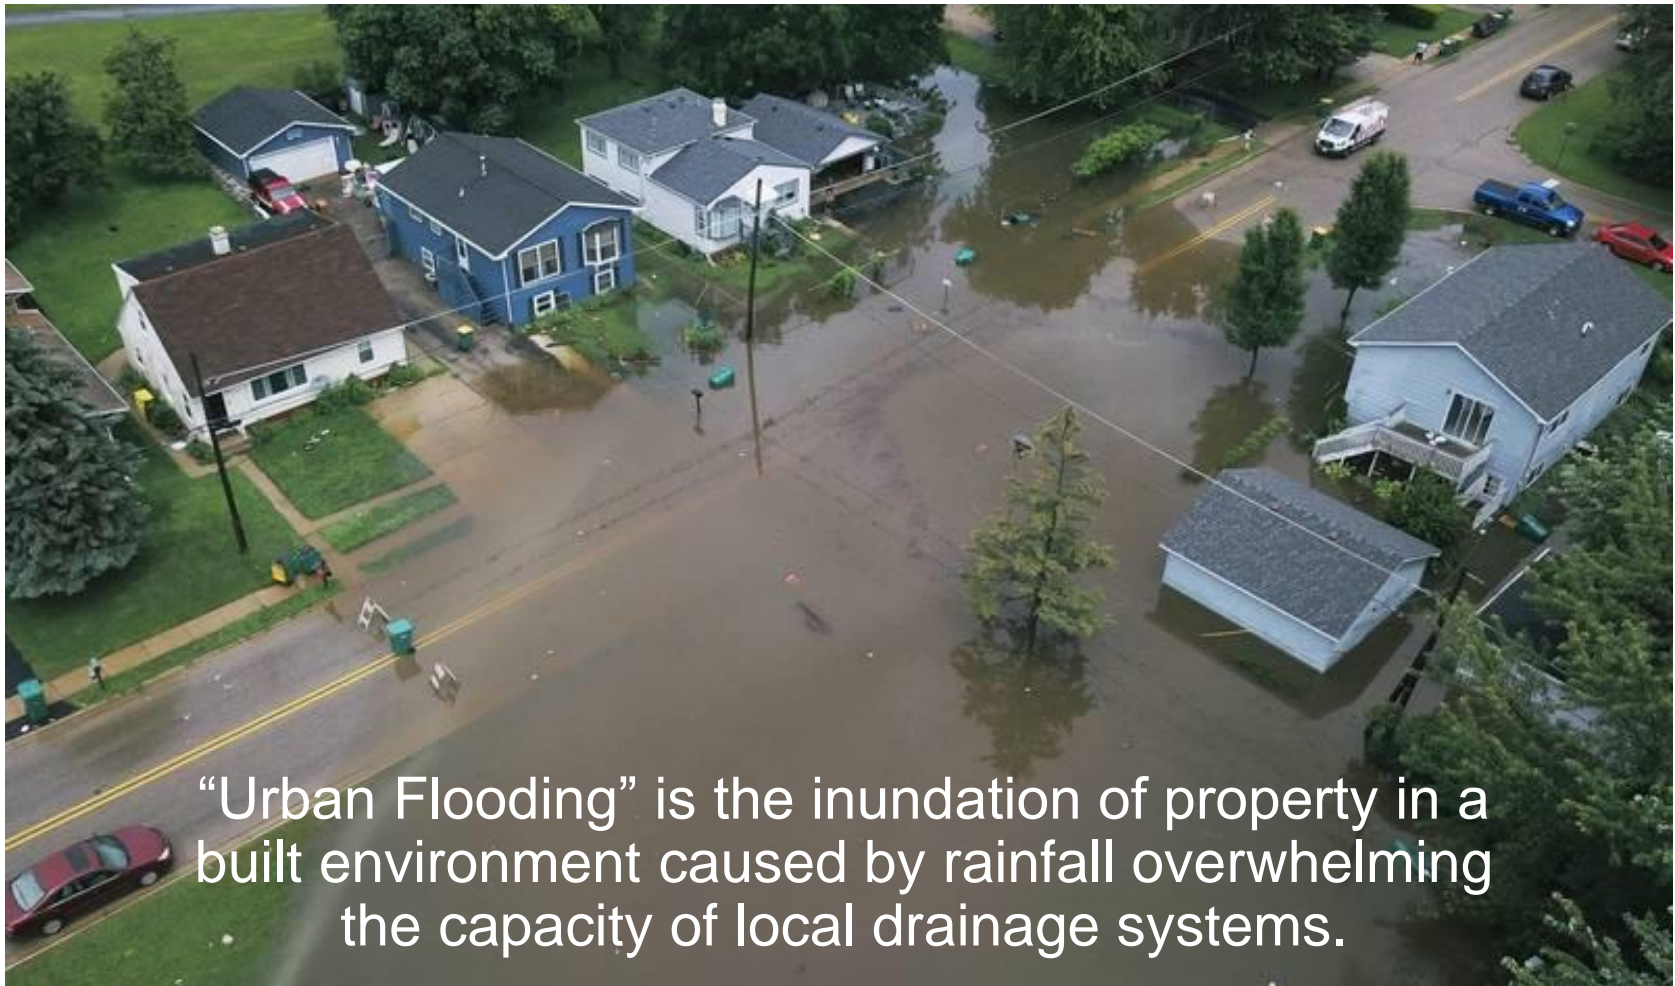 “Urban Flooding” is the inundation of property in a
built environment caused by rainfall overwhelming
the capacity of local drainage systems.